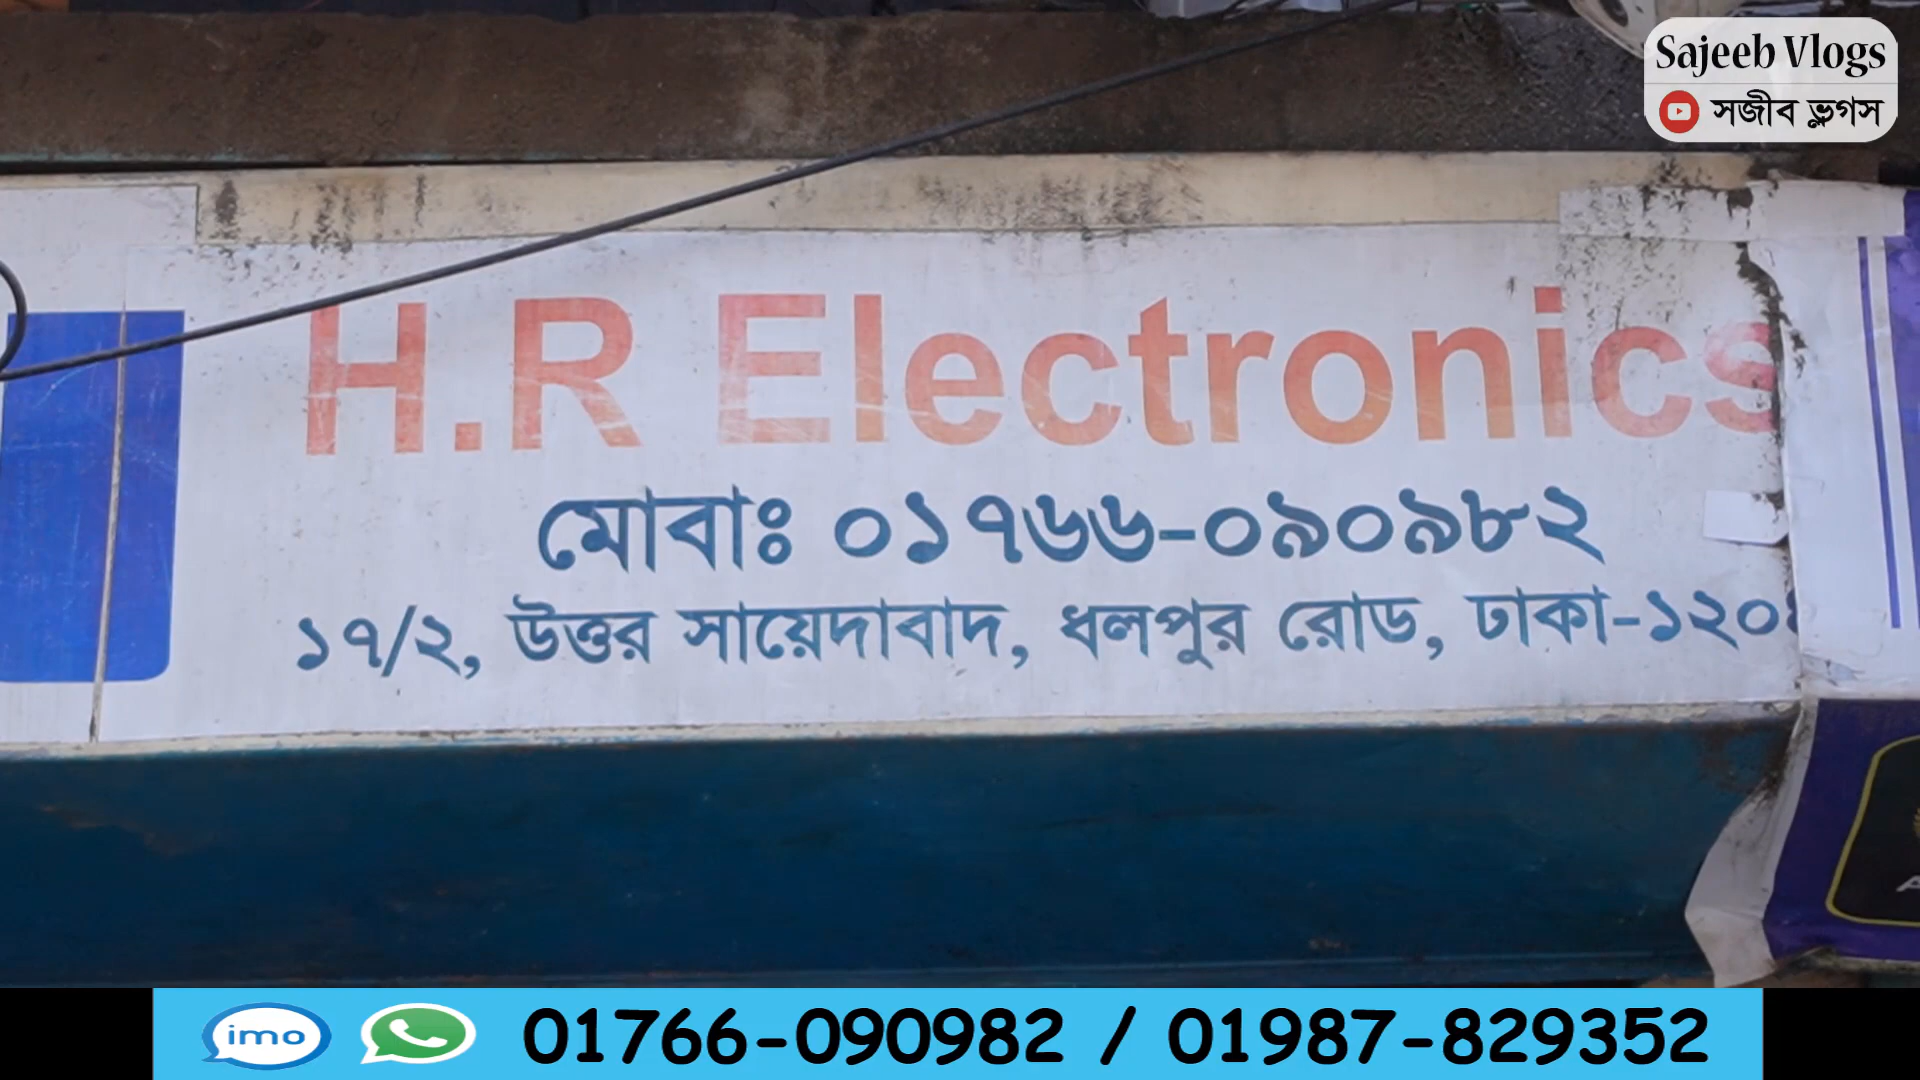 Sajeeb Vlogs
সজীব ভ্লগস
H.R Electronics
মোবাঃ ০১৭৬৬-০৯০৯৮২
১৭/২, উত্তর সায়েদাবাদ, ধলপুর রোড, ঢাকা-১২০
imo 01766-090982 / 01987-829352